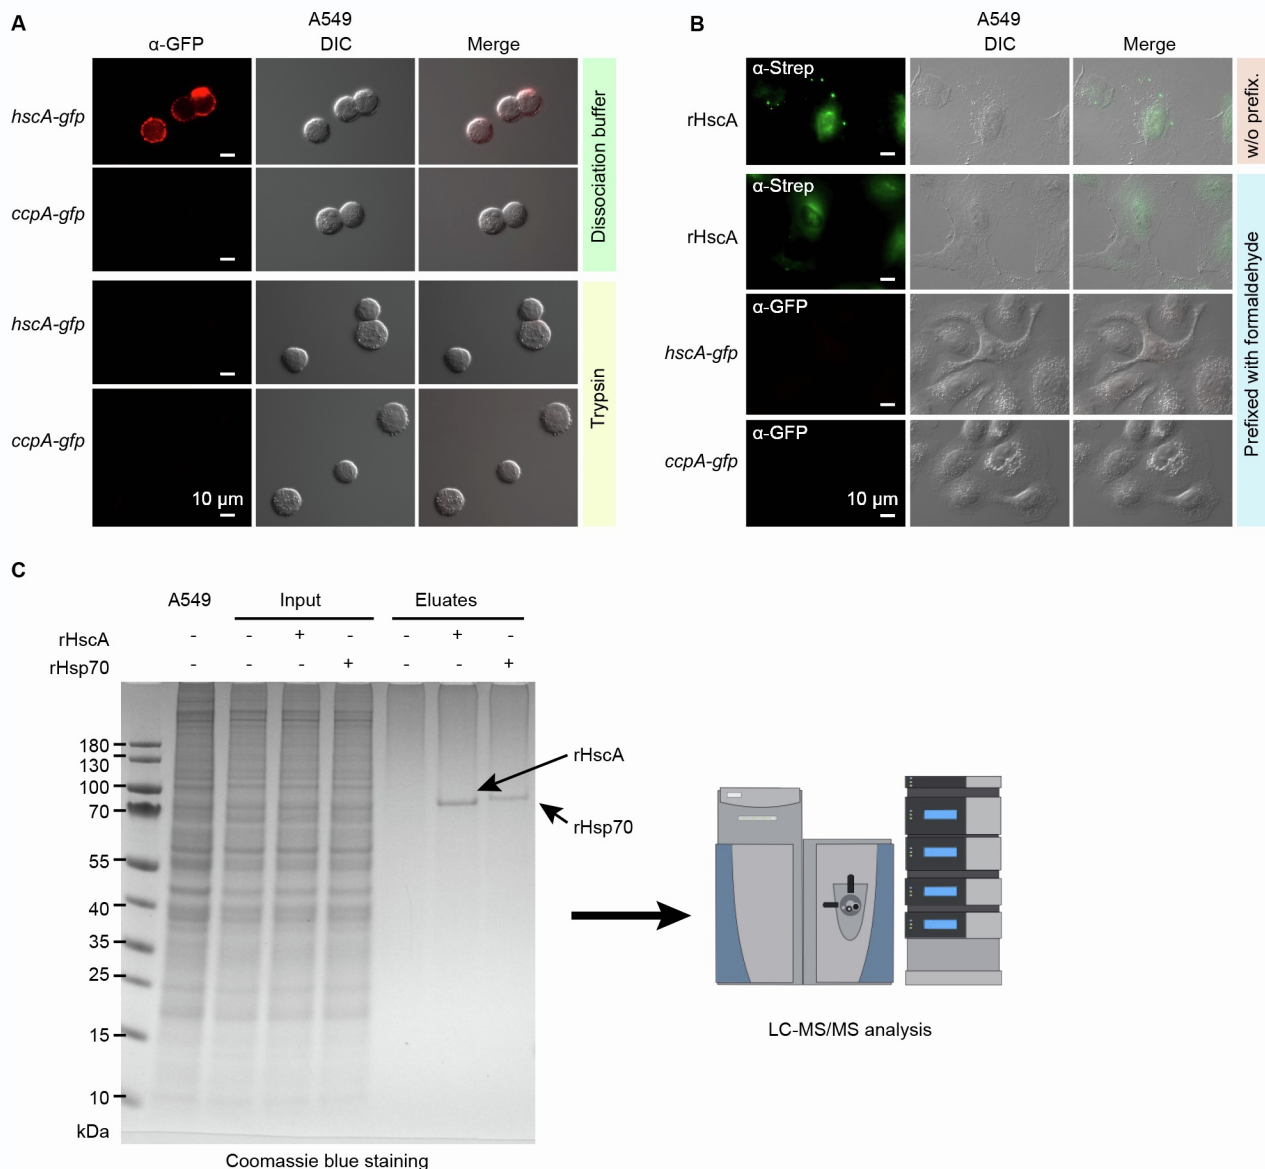 A
A549
α-GFP DIC Merge
hscA-gfp
ccpA-gfp
Dissociation buffer
hscA-gfp
ccpA-gfp
10 µm
Trypsin
B
A549
DIC Merge
α-Strep
rHscA
w/o prefix.
α-Strep
rHscA
α-GFP
hscA-gfp
α-GFP
ccpA-gfp
10 µm
Prefixed with formaldehyde
C
A549 Input Eluates
rHscA - - + - - + -
rHsp70 - - - + - - +
180
130
100
70
55
40
35
25
15
10
kDa
rHscA
rHsp70
Coomassie blue staining
LC-MS/MS analysis